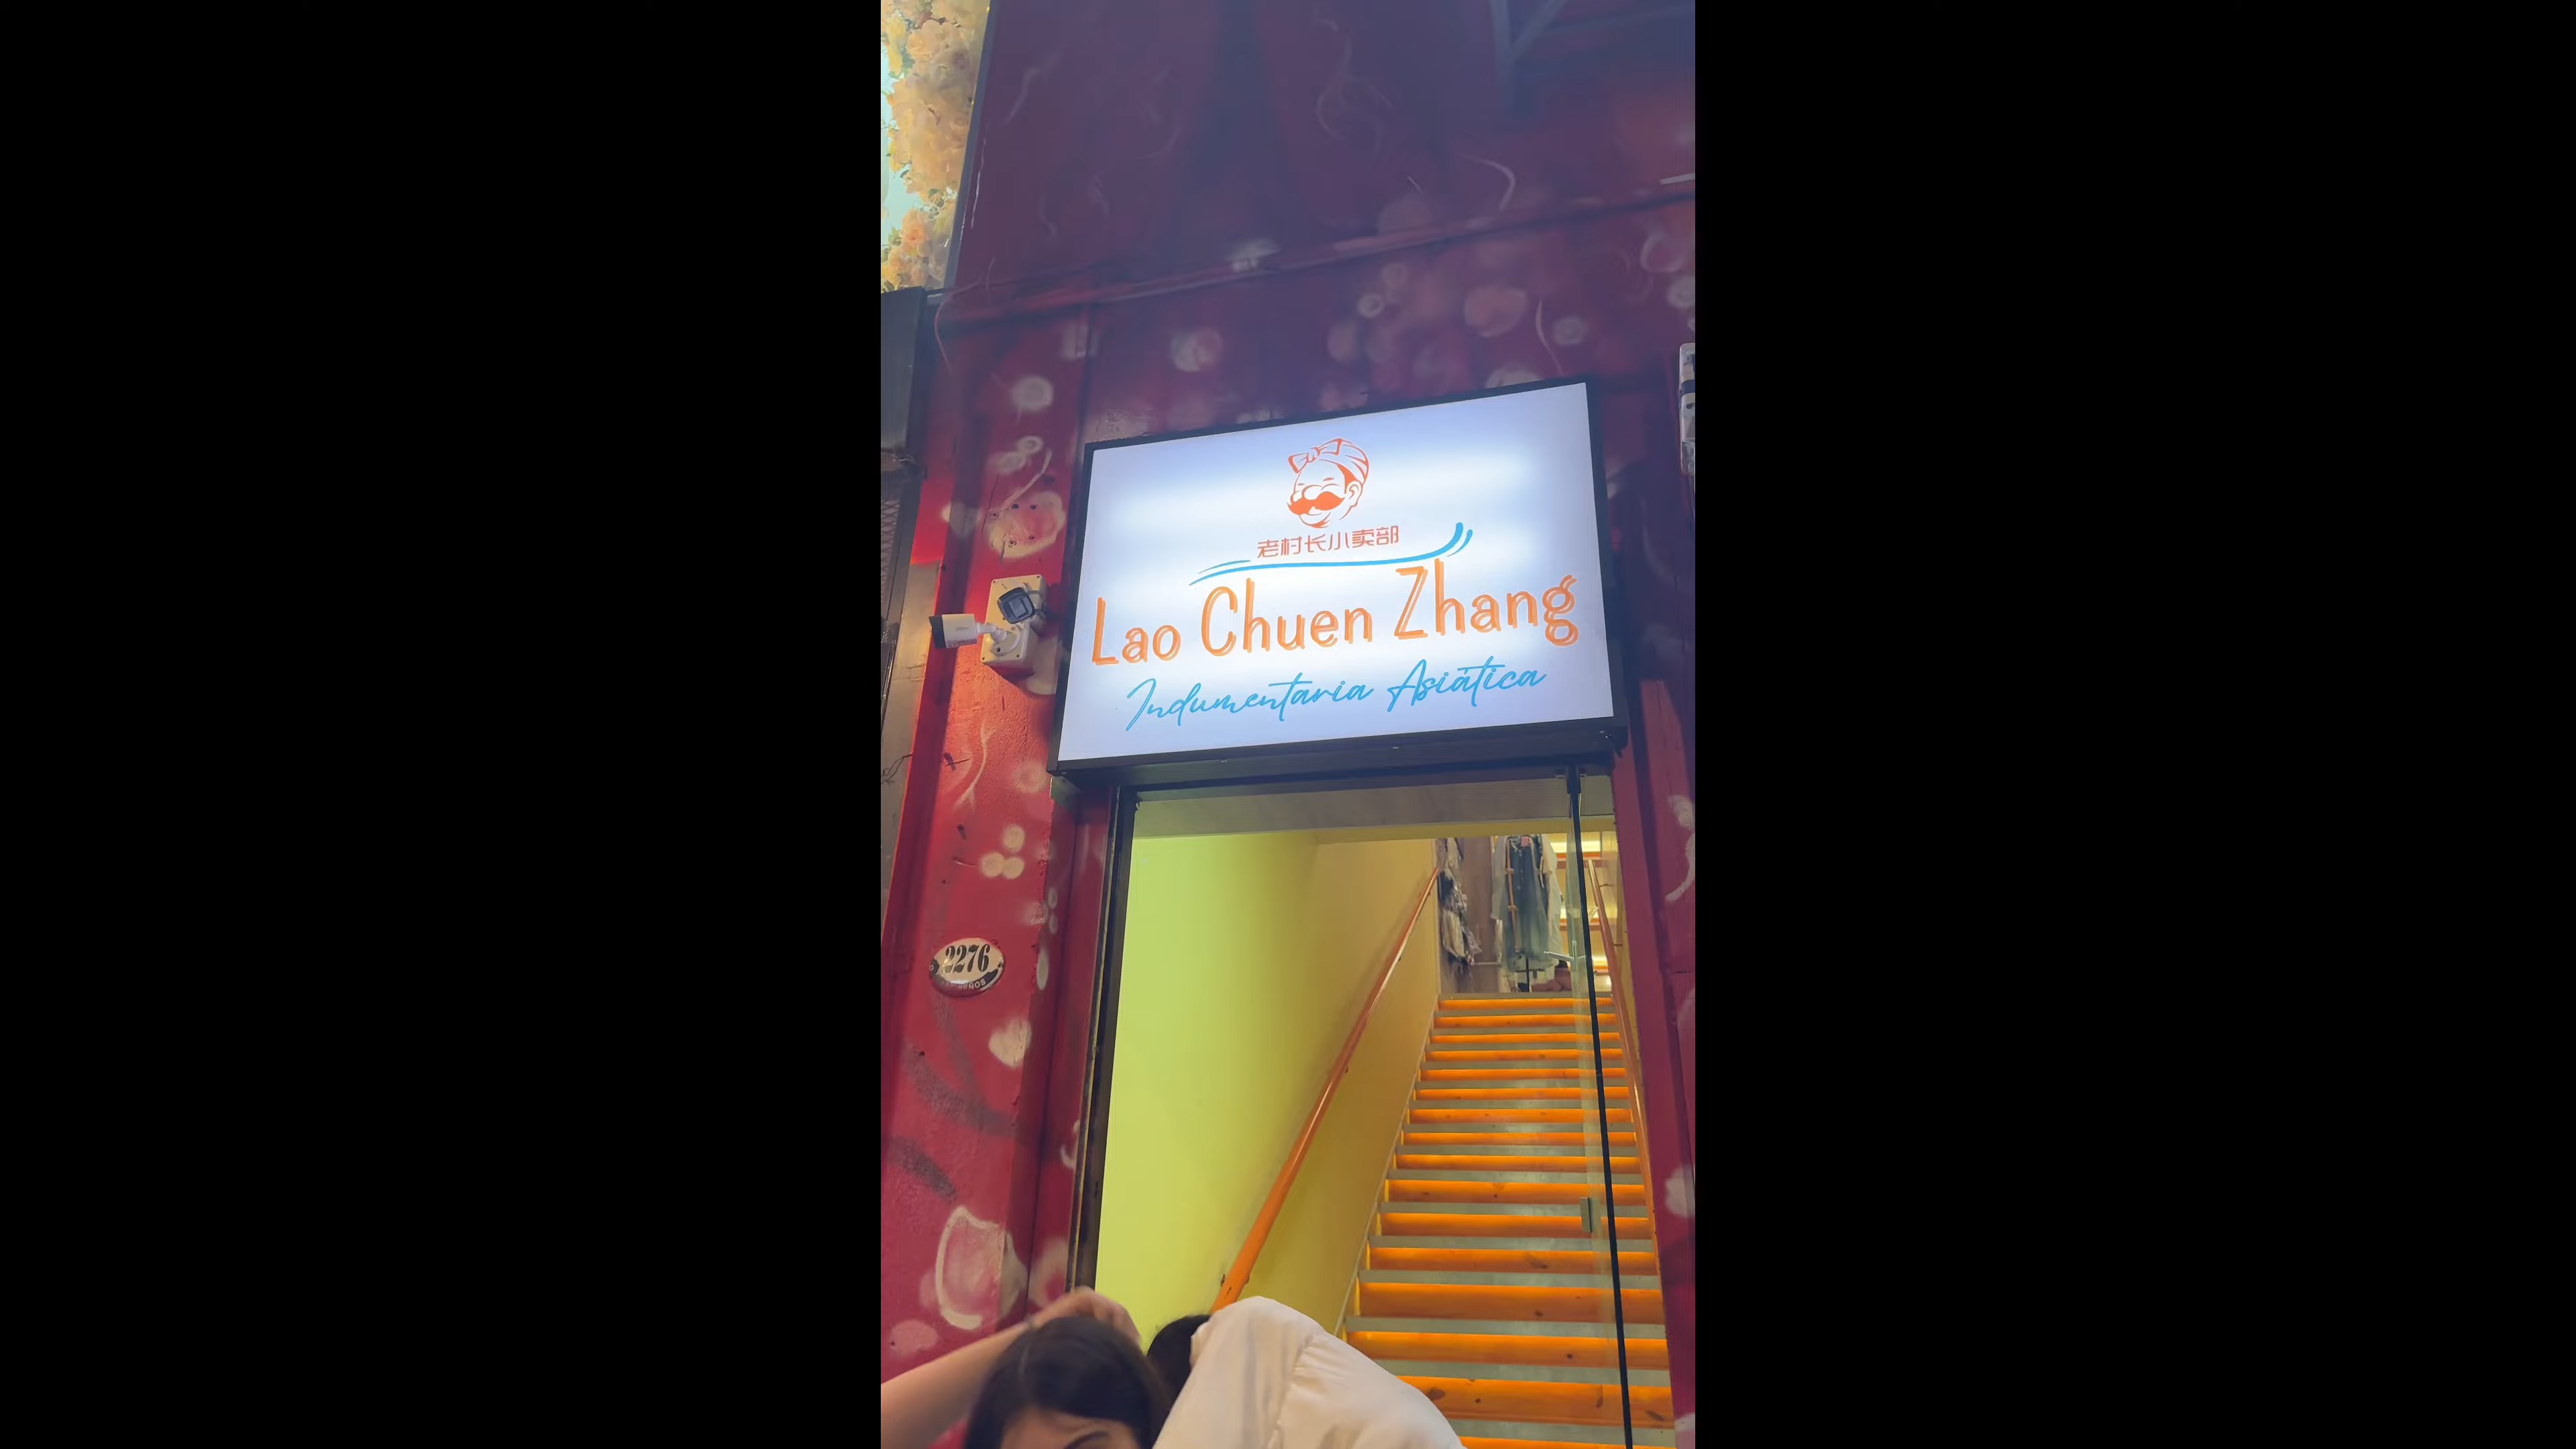 老村长小卖部
Lao Chuen Zhang
Indumentaria Asiática
2276